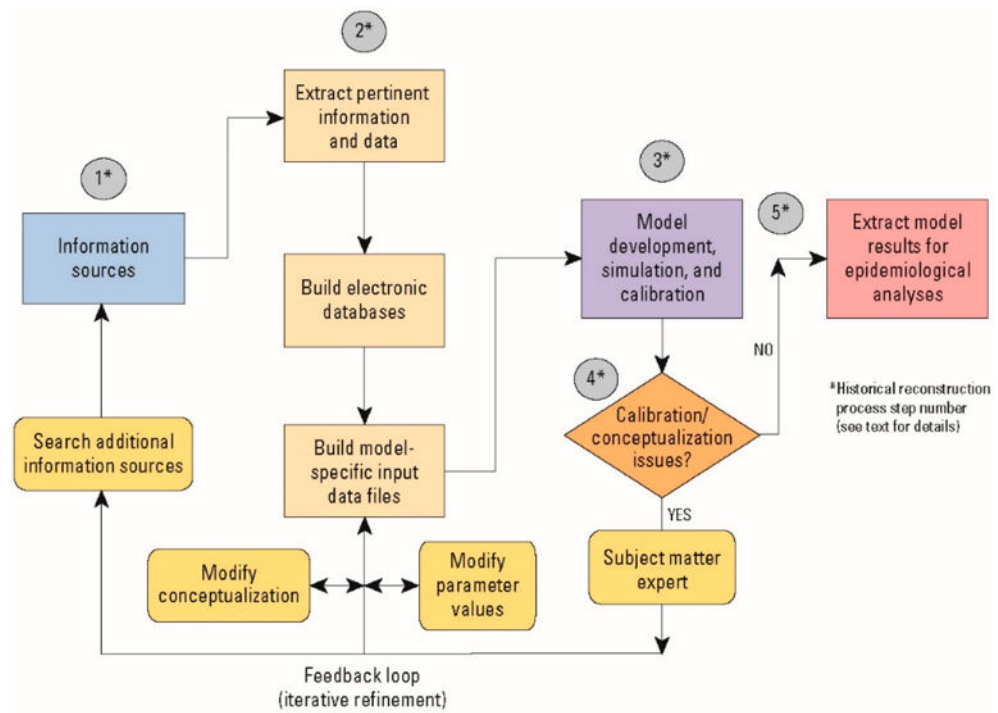 1*
Information
sources
2*
Extract pertinent
information
and data
Build electronic
databases
Build model-
specific input
data files
3*
Model
development,
simulation, and
calibration
4*
Calibration/
conceptualization
issues?
NO
YES
5*
Extract model
results for
epidemiological
analyses
*Historical reconstruction
process step number
(see text for details)
Subject matter
expert
Search additional
information sources
Modify
conceptualization
Modify
parameter
values
Feedback loop
(iterative refinement)